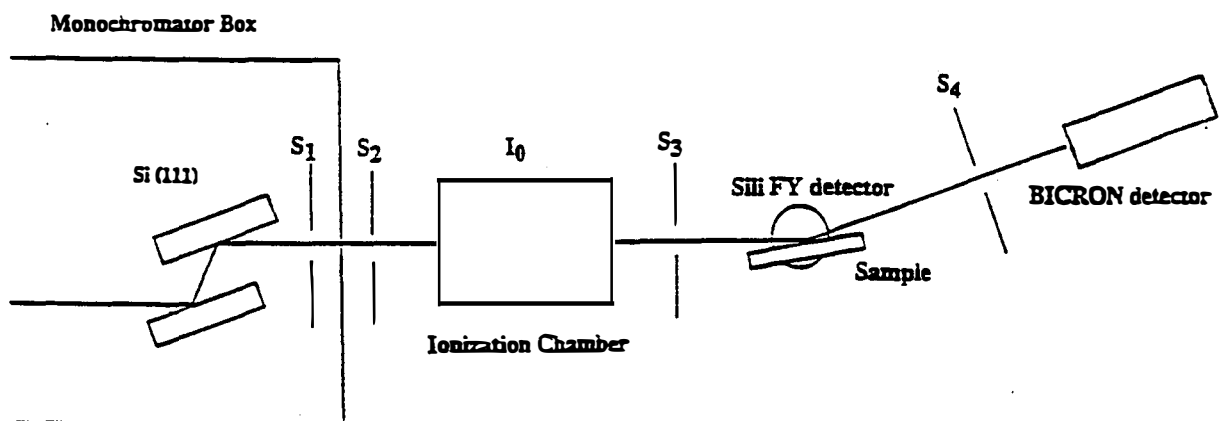 Monochromator Box
S4
S1
S2
I0
S3
Si (111)
Sili FY detector
BICRON detector
Sample
Ionization Chamber